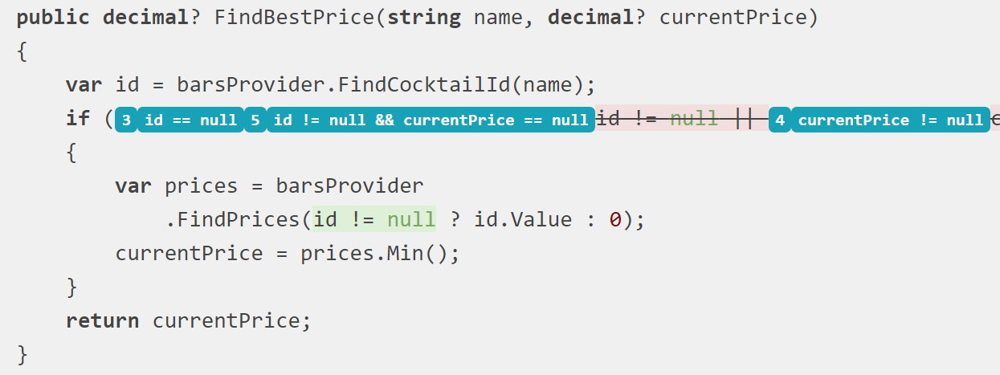 public decimal? FindBestPrice(string name, decimal? currentPrice)
{
var id = barsProvider.FindCocktailId(name);
if (3 id == null 5 id != null && currentPrice == null id != null || 4 currentPrice != null c
{
var prices = barsProvider
.FindPrices(id != null ? id.Value : 0);
currentPrice = prices.Min();
}
return currentPrice;
}